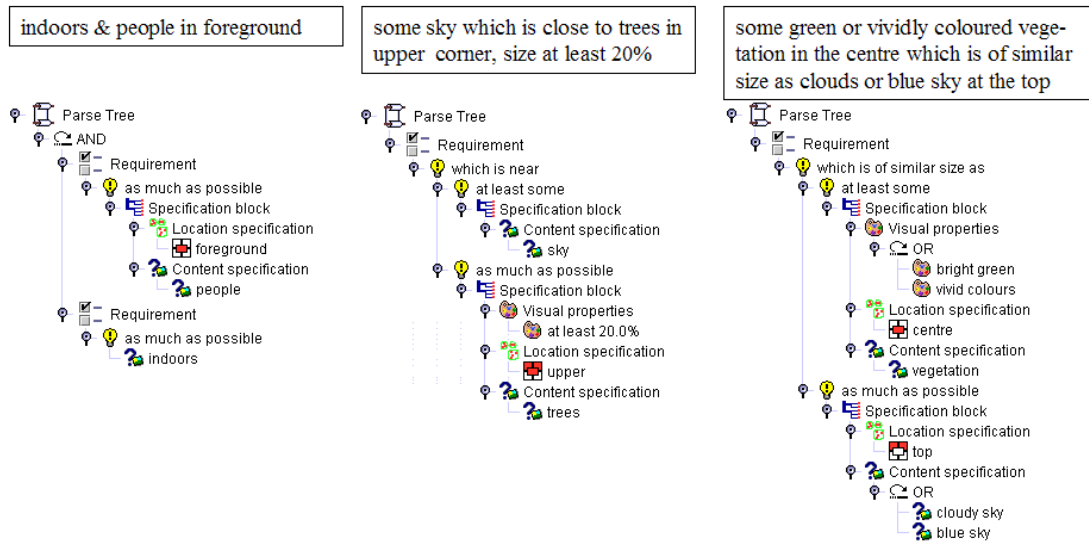 indoors & people in foreground
Parse Tree
AND
Requirement
as much as possible
Specification block
Location specification
foreground
Content specification
people
Requirement
as much as possible
indoors
some sky which is close to trees in
upper corner, size at least 20%
Parse Tree
Requirement
which is near
at least some
Specification block
Content specification
sky
as much as possible
Specification block
Visual properties
at least 20.0%
Location specification
upper
Content specification
trees
some green or vividly coloured vege-
tation in the centre which is of similar
size as clouds or blue sky at the top
Parse Tree
Requirement
which is of similar size as
at least some
Specification block
Visual properties
OR
bright green
vivid colours
Location specification
centre
Content specification
vegetation
as much as possible
Specification block
Location specification
top
Content specification
OR
cloudy sky
blue sky